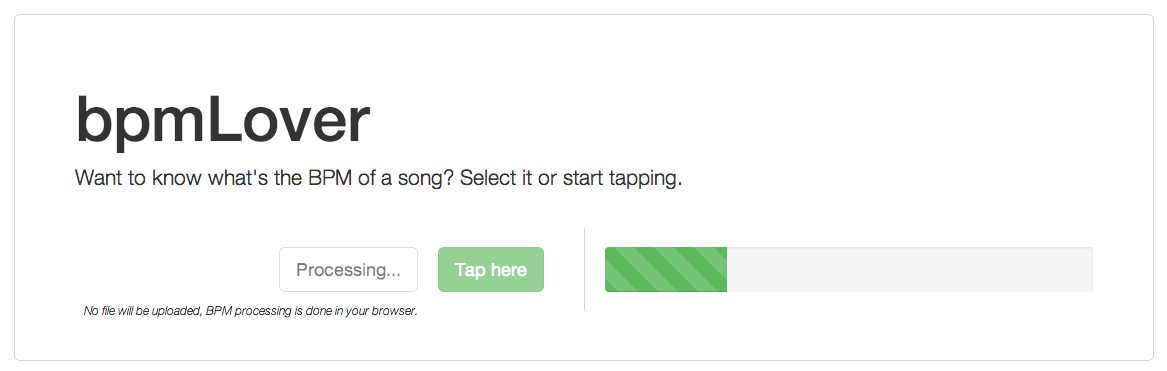 bpmLover
Want to know what's the BPM of a song? Select it or start tapping.
Processing... Tap here
No file will be uploaded, BPM processing is done in your browser.